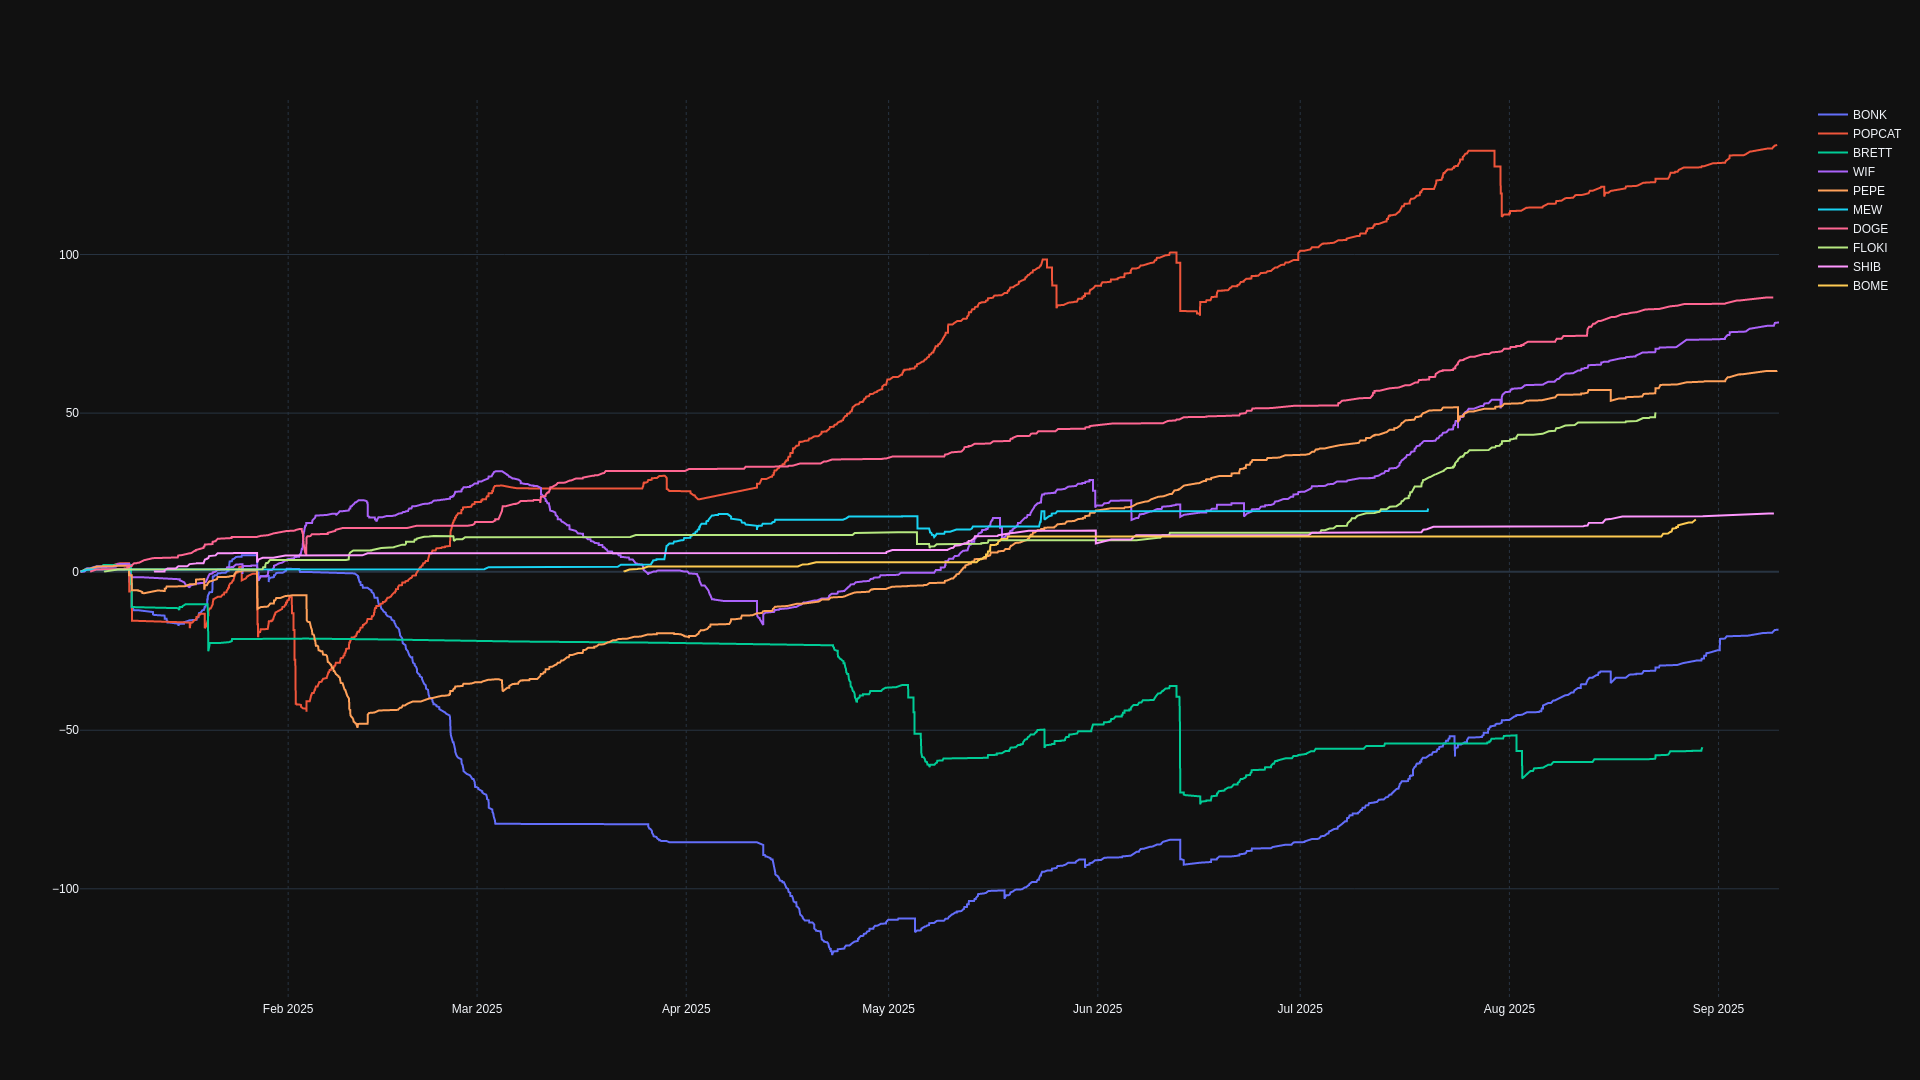 BONK
POPCAT
BRETT
WIF
PEPE
MEW
DOGE
FLOKI
SHIB
BOME
100
50
0
−50
−100
Feb 2025
Mar 2025
Apr 2025
May 2025
Jun 2025
Jul 2025
Aug 2025
Sep 2025